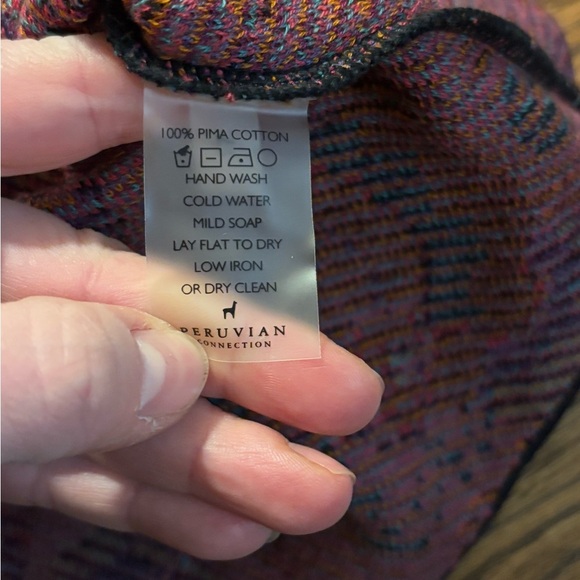 100% PIMA COTTON
HAND WASH
COLD WATER
MILD SOAP
LAY FLAT TO DRY
LOW IRON
OR DRY CLEAN
PERUVIAN
CONNECTION